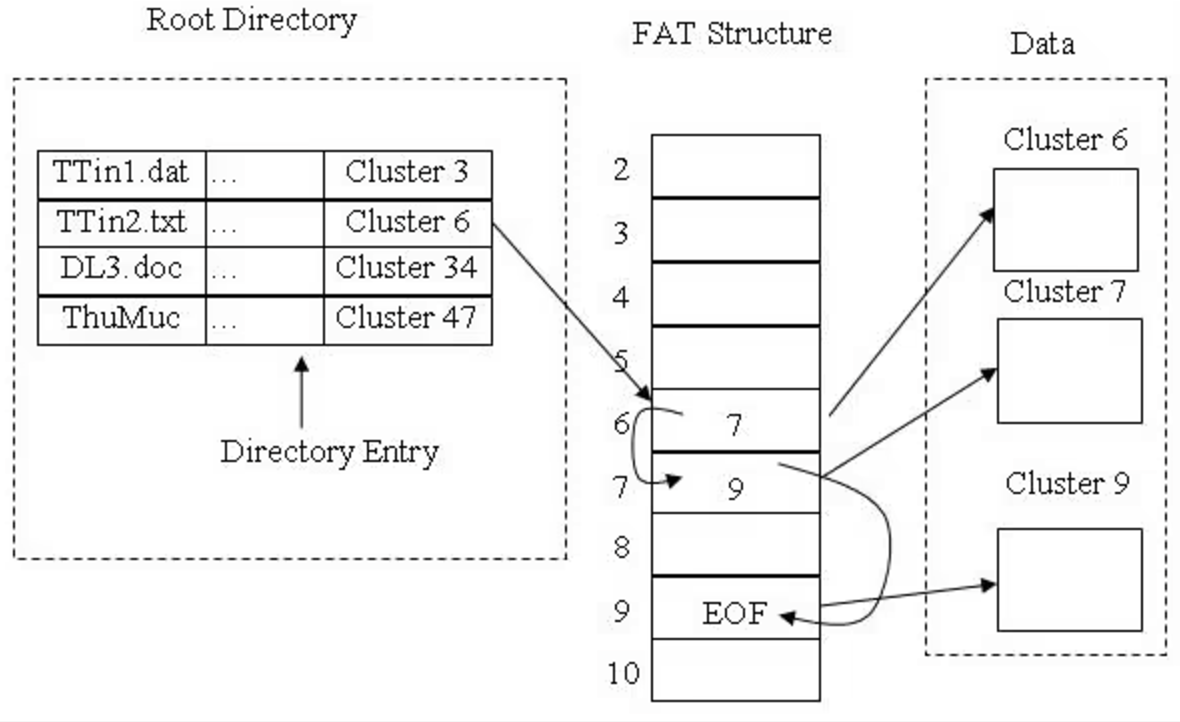 Root Directory
FAT Structure
Data
TTin1.dat ... Cluster 3
TTin2.txt ... Cluster 6
DL3.doc ... Cluster 34
ThuMuc ... Cluster 47
Directory Entry
2
3
4
5
6 7
7 9
8
9 EOF
10
Cluster 6
Cluster 7
Cluster 9